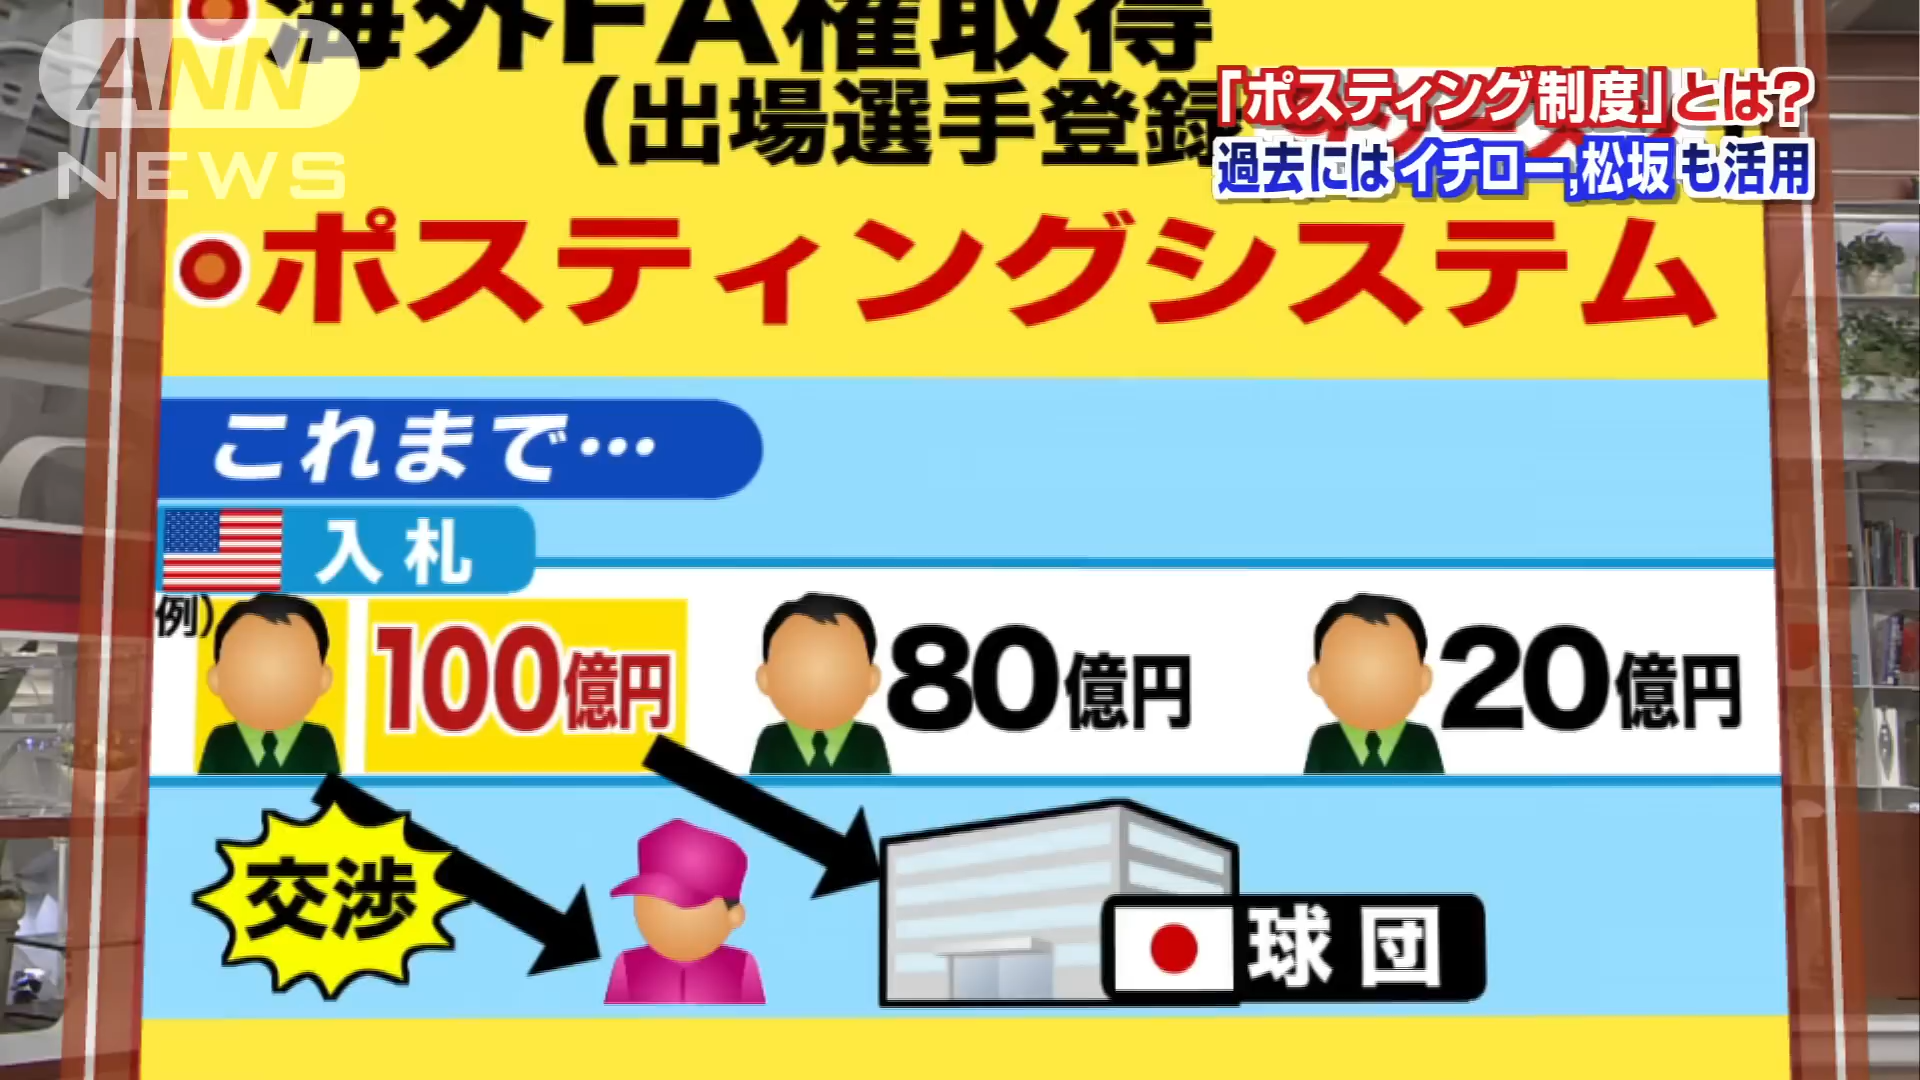 海外FA権取得
ANN
NEWS
(出場選手登録
「ポスティング制度」とは?
過去にはイチロー,松坂も活用
ポスティングシステム
これまで…
入札
例)
100億円
80億円
20億円
交渉
球団